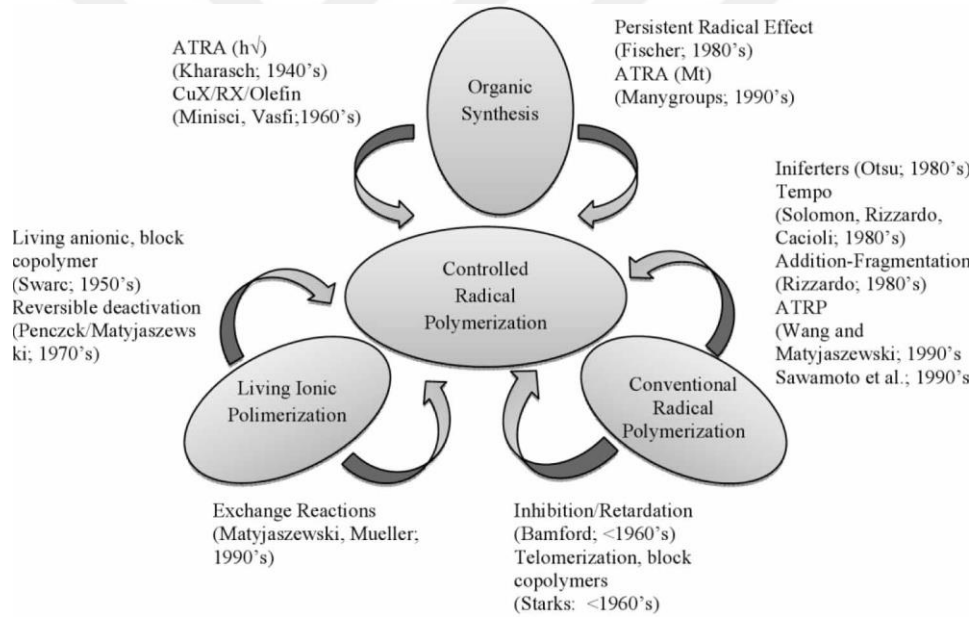 ATRA (h√)
(Kharasch; 1940’s)
CuX/RX/Olefin
(Minisci, Vasfi;1960’s)
Organic
Synthesis
Persistent Radical Effect
(Fischer; 1980’s)
ATRA (Mt)
(Manygroups; 1990’s)
Iniferters (Otsu; 1980’s)
Tempo
(Solomon, Rizzardo,
Cacioli; 1980’s)
Addition-Fragmentation
(Rizzardo; 1980’s)
ATRP
(Wang and
Matyjaszewski; 1990’s
Sawamoto et al.; 1990’s
Living anionic, block
copolymer
(Swarc; 1950’s)
Reversible deactivation
(Penczck/Matyjaszews
ki; 1970’s)
Controlled
Radical
Polymerization
Living Ionic
Polimerization
Conventional
Radical
Polymerization
Exchange Reactions
(Matyjaszewski, Mueller;
1990’s)
Inhibition/Retardation
(Bamford; <1960’s)
Telomerization, block
copolymers
(Starks: <1960’s)